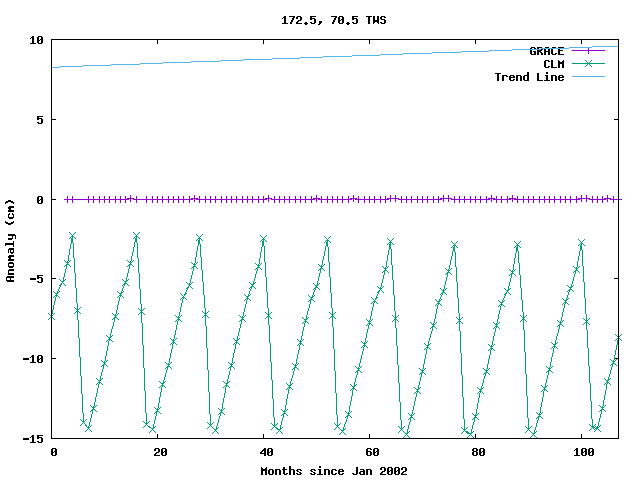 172.5, 70.5 TWS
10
GRACE
CLM
Trend Line
5
0
-5
-10
-15
Anomaly (cm)
0 20 40 60 80 100
Months since Jan 2002